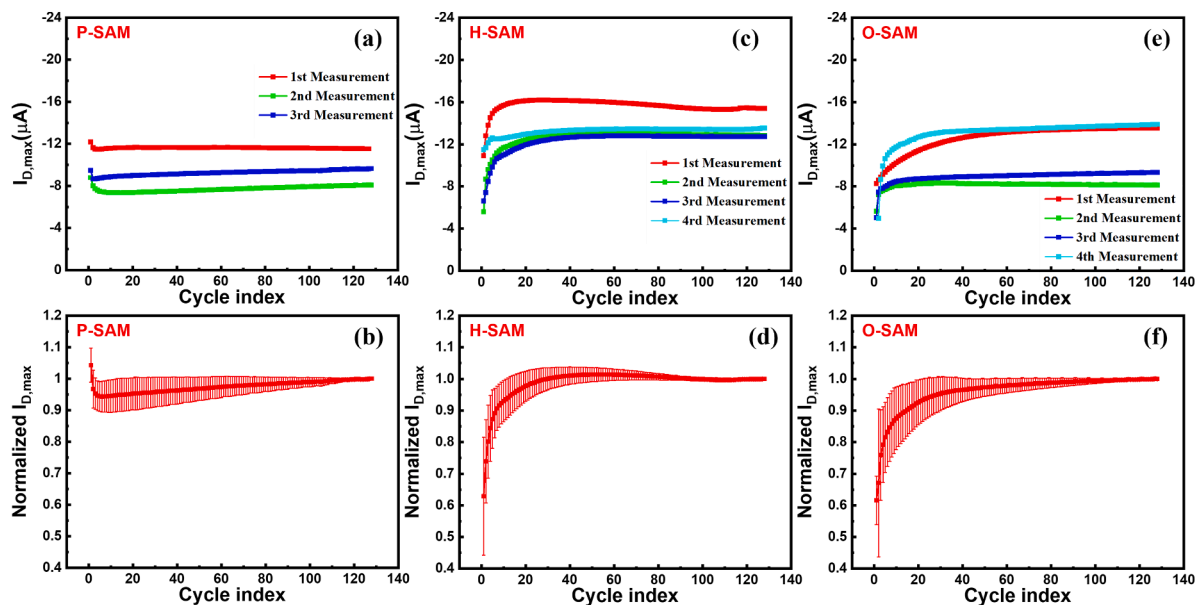 P-SAM
(a)
1st Measurement
2nd Measurement
3rd Measurement
I_D,max(μA)
-24
-20
-16
-12
-8
-4
0
0 20 40 60 80 100 120 140
Cycle index
H-SAM
(c)
1st Measurement
2nd Measurement
3rd Measurement
4rd Measurement
I_D,max(μA)
-24
-20
-16
-12
-8
-4
0
0 20 40 60 80 100 120 140
Cycle index
O-SAM
(e)
1st Measurement
2nd Measurement
3rd Measurement
4th Measurement
I_D,max(μA)
-24
-20
-16
-12
-8
-4
0
0 20 40 60 80 100 120 140
Cycle index
P-SAM
(b)
Normalized I_D,max
1.2
1.1
1.0
0.9
0.8
0.7
0.6
0.5
0.4
0 20 40 60 80 100 120 140
Cycle index
H-SAM
(d)
Normalized I_D,max
1.2
1.1
1.0
0.9
0.8
0.7
0.6
0.5
0.4
0 20 40 60 80 100 120 140
Cycle index
O-SAM
(f)
Normalized I_D,max
1.2
1.1
1.0
0.9
0.8
0.7
0.6
0.5
0.4
0 20 40 60 80 100 120 140
Cycle index